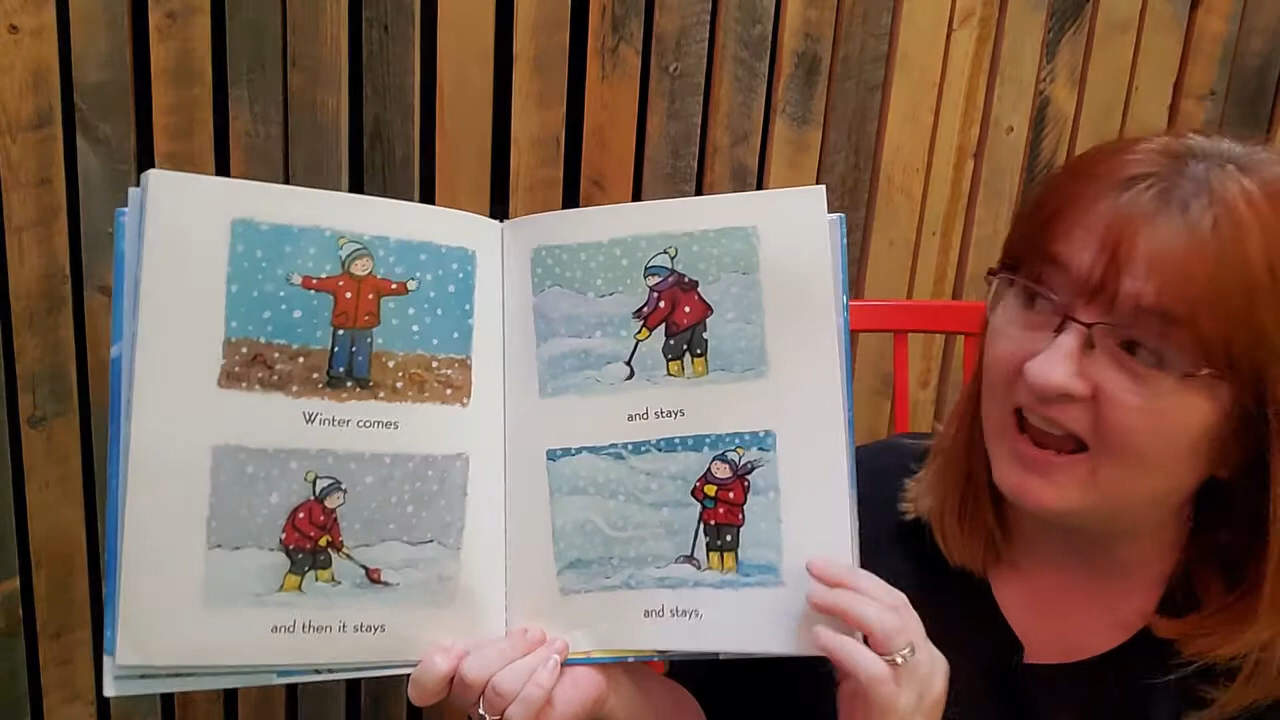 Winter comes
and then it stays
and stays
and stays,